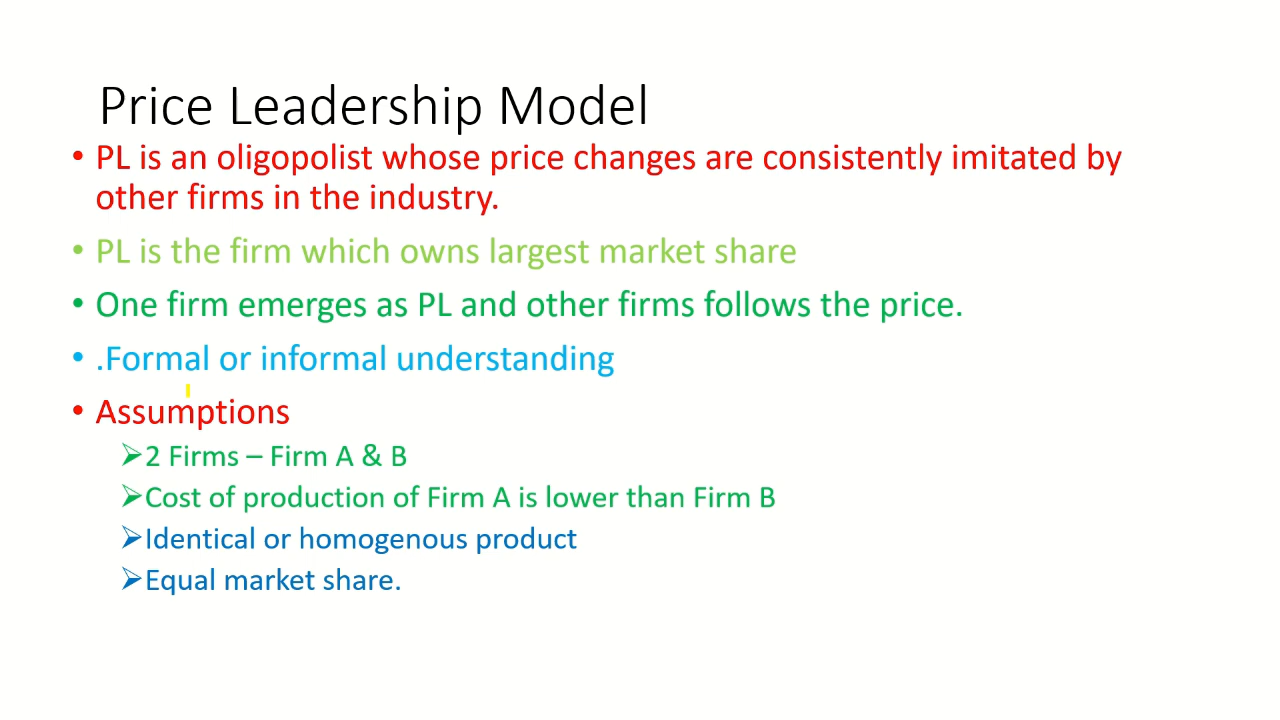 Price Leadership Model
• PL is an oligopolist whose price changes are consistently imitated by
other firms in the industry.
• PL is the firm which owns largest market share
• One firm emerges as PL and other firms follows the price.
• .Formal or informal understanding
• Assumptions
➢2 Firms – Firm A & B
➢Cost of production of Firm A is lower than Firm B
➢Identical or homogenous product
➢Equal market share.